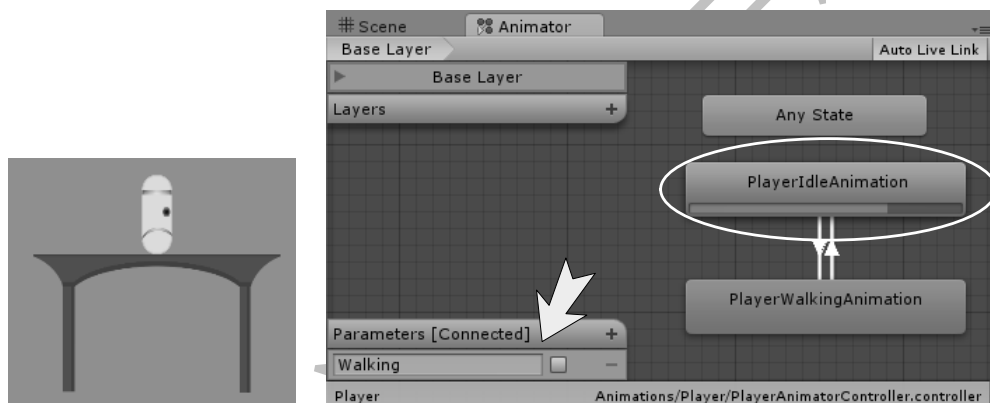 Scene
Animator
Base Layer
Auto Live Link
Base Layer
Layers +
Any State
PlayerIdleAnimation
PlayerWalkingAnimation
Parameters [Connected] +
Walking
Player
Animations/Player/PlayerAnimatorController.controller